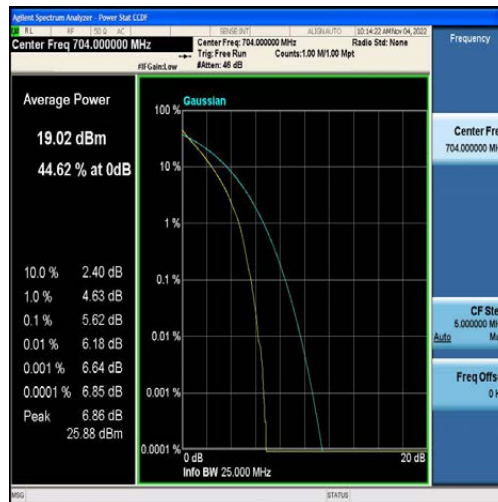 Agilent Spectrum Analyzer - Power Stat CCDF
RL RF 50 Ω AC SENSE:INT ALIGNAUTO 10:14:22 AM Nov 04, 2022
Center Freq 704.000000 MHz
Center Freq: 704.000000 MHz Radio Std: None
Trig: Free Run Counts:1.00 M/1.00 Mpt
#IFGain:Low #Atten: 46 dB
Frequency
Average Power
19.02 dBm
44.62 % at 0dB
10.0 % 2.40 dB
1.0 % 4.63 dB
0.1 % 5.62 dB
0.01 % 6.18 dB
0.001 % 6.64 dB
0.0001 % 6.85 dB
Peak 6.86 dB
25.88 dBm
Gaussian
100 %
10 %
1 %
0.1 %
0.01 %
0.001 %
0.0001 %
0 dB 20 dB
Info BW 25.000 MHz
Center Fre
704.000000 MH
CF Ste
5.000000 M
Auto Ma
Freq Offs
0 H
MSG STATUS